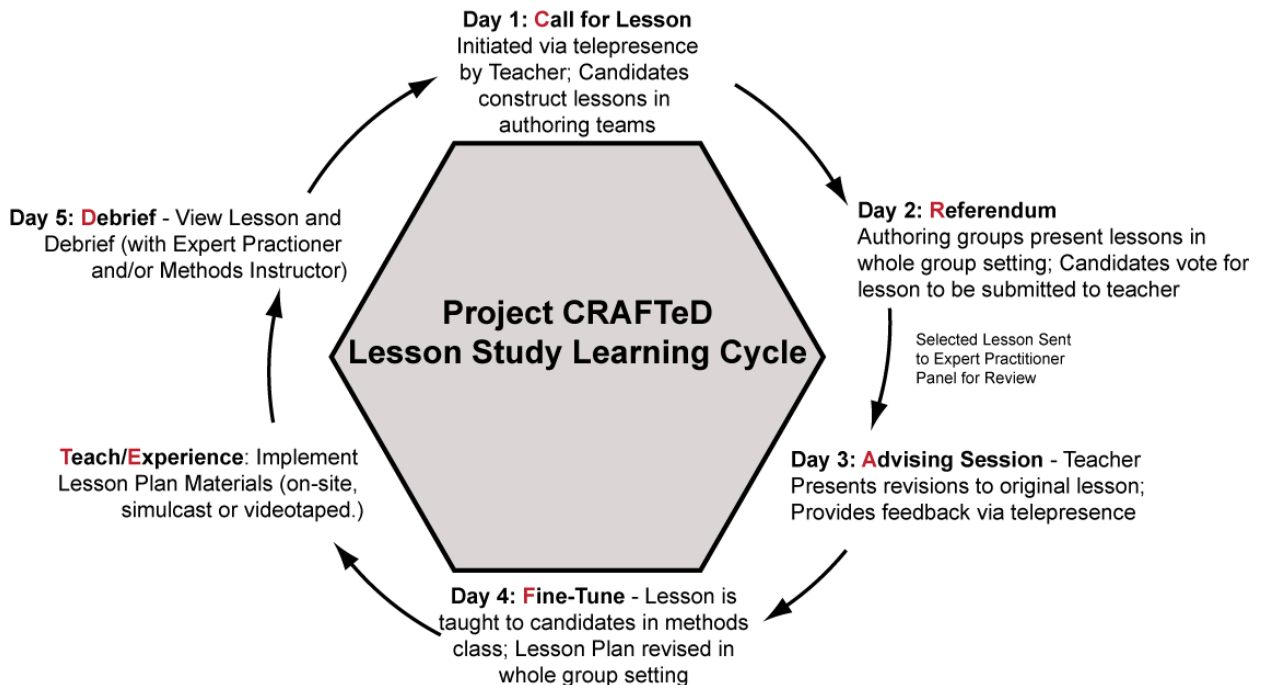 Day 1: Call for Lesson
Initiated via telepresence
by Teacher; Candidates
construct lessons in
authoring teams
Day 2: Referendum
Authoring groups present lessons in
whole group setting; Candidates vote for
lesson to be submitted to teacher
Selected Lesson Sent
to Expert Practitioner
Panel for Review
Day 3: Advising Session - Teacher
Presents revisions to original lesson;
Provides feedback via telepresence
Day 4: Fine-Tune - Lesson is
taught to candidates in methods
class; Lesson Plan revised in
whole group setting
Teach/Experience: Implement
Lesson Plan Materials (on-site,
simulcast or videotaped.)
Day 5: Debrief - View Lesson and
Debrief (with Expert Practioner
and/or Methods Instructor)
Project CRAFTeD
Lesson Study Learning Cycle